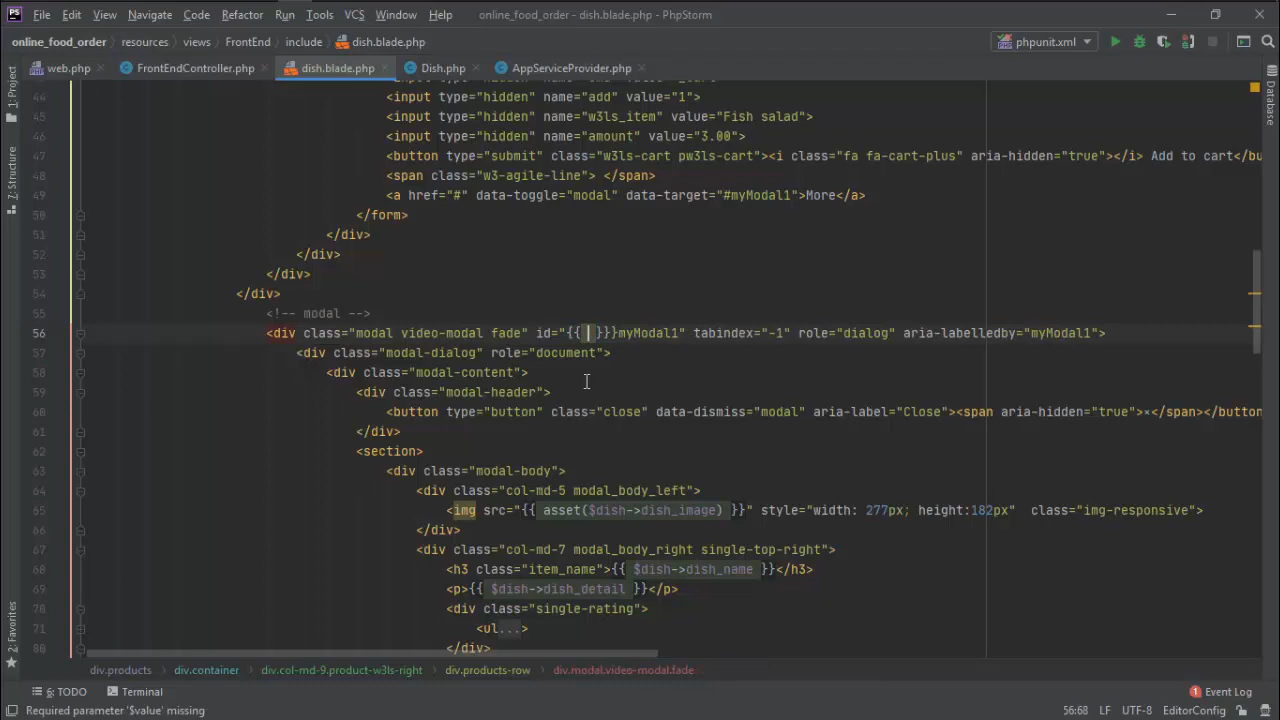 PS File Edit View Navigate Code Refactor Run Tools VCS Window Help online_food_order - dish.blade.php - PhpStorm
online_food_order resources views FrontEnd include dish.blade.php phpunit.xml
web.php FrontEndController.php dish.blade.php Dish.php AppServiceProvider.php
1: Project
7: Structure
2: Favorites
Database
44 <input type="hidden" name="add" value="1">
45 <input type="hidden" name="w3ls_item" value="Fish salad">
46 <input type="hidden" name="amount" value="3.00">
47 <button type="submit" class="w3ls-cart pw3ls-cart"><i class="fa fa-cart-plus" aria-hidden="true"></i> Add to cart</bu
48 <span class="w3-agile-line"> </span>
49 <a href="#" data-toggle="modal" data-target="#myModal1">More</a>
50 </form>
51 </div>
52 </div>
53 </div>
54 </div>
55 <!-- modal -->
56 <div class="modal video-modal fade" id="{{ }}}myModal1" tabindex="-1" role="dialog" aria-labelledby="myModal1">
57 <div class="modal-dialog" role="document">
58 <div class="modal-content">
59 <div class="modal-header">
60 <button type="button" class="close" data-dismiss="modal" aria-label="Close"><span aria-hidden="true">×</span></button
61 </div>
62 <section>
63 <div class="modal-body">
64 <div class="col-md-5 modal_body_left">
65 <img src="{{ asset($dish->dish_image) }}" style="width: 277px; height:182px" class="img-responsive">
66 </div>
67 <div class="col-md-7 modal_body_right single-top-right">
68 <h3 class="item_name">{{ $dish->dish_name }}</h3>
69 <p>{{ $dish->dish_detail }}</p>
70 <div class="single-rating">
71 <ul...>
80 </div>
div.products div.container div.col-md-9.product-w3ls-right div.products-row div.modal.video-modal.fade
6: TODO Terminal 1 Event Log
Required parameter '$value' missing 56:68 LF UTF-8 EditorConfig